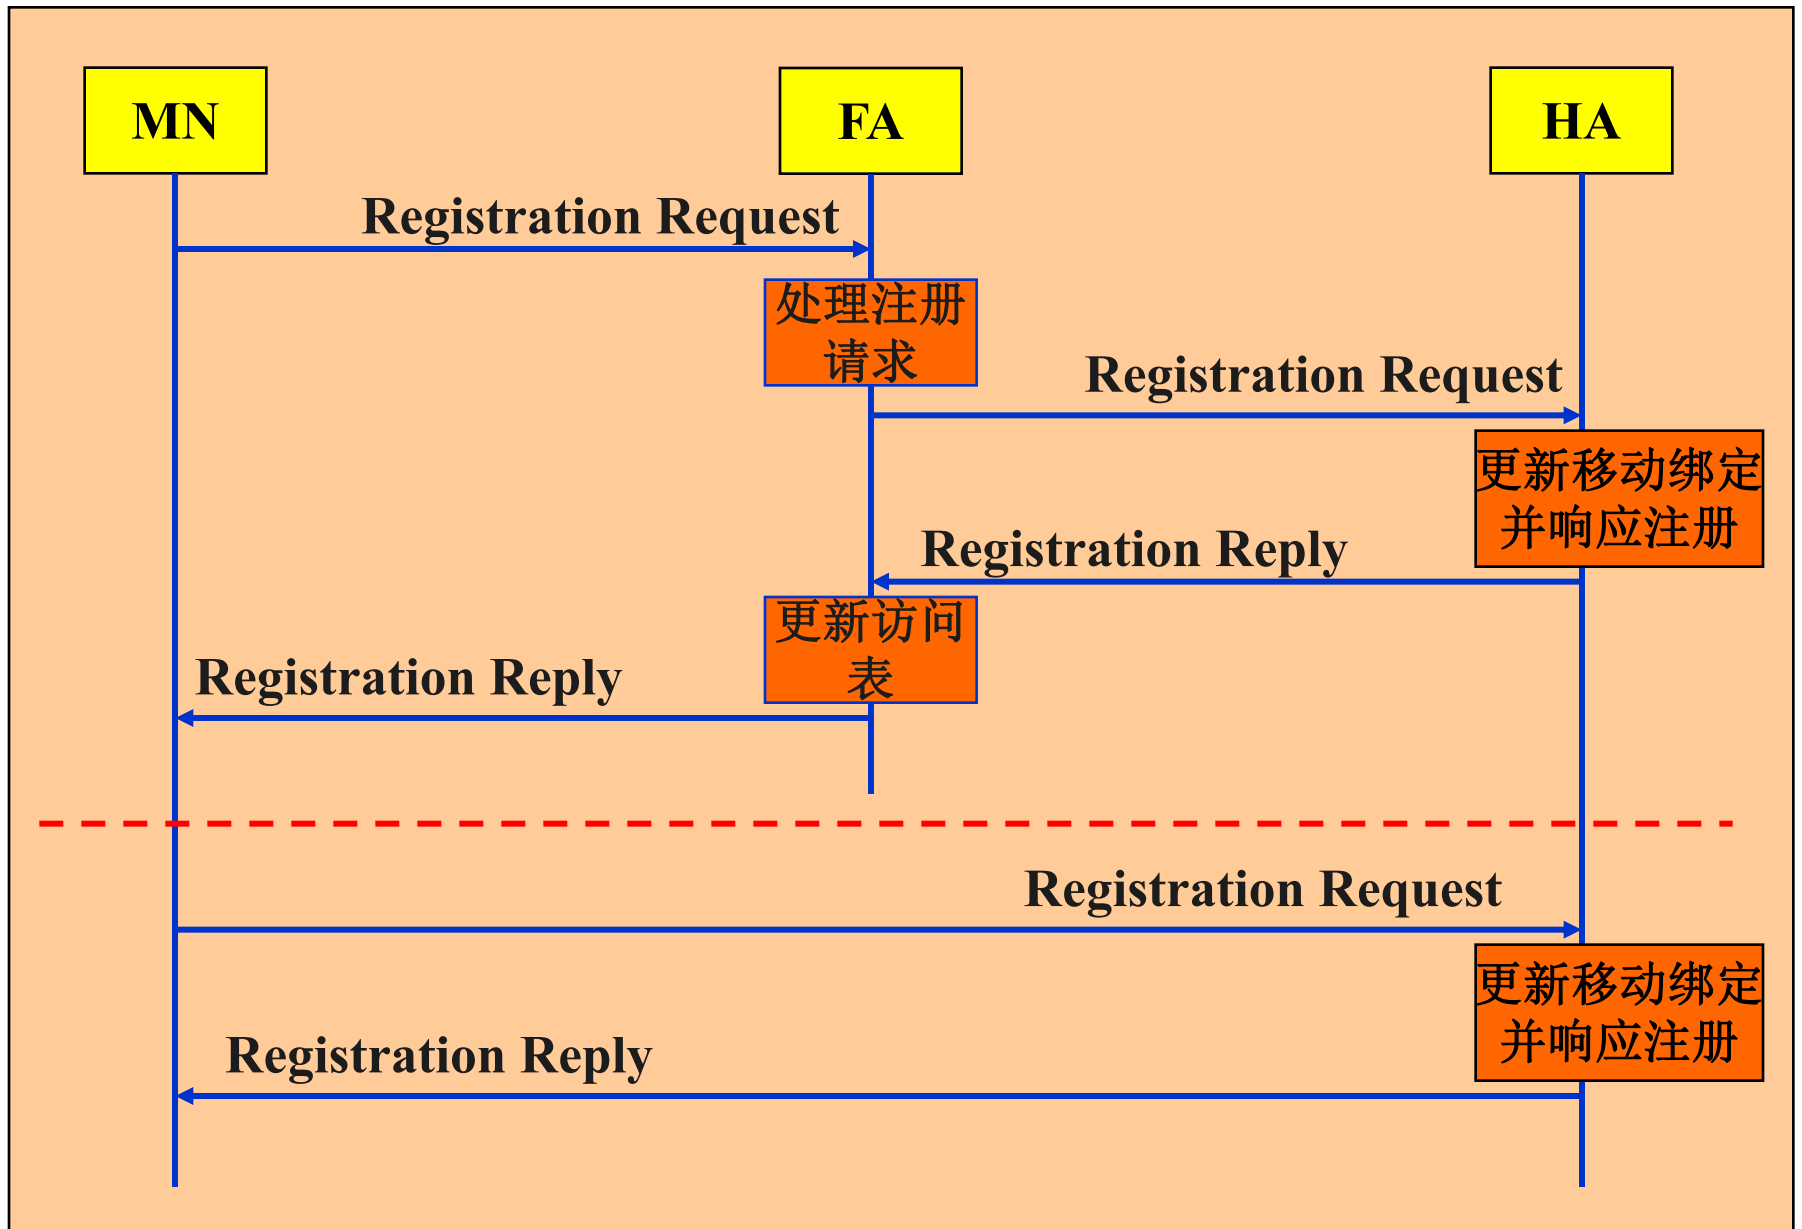 MN
FA
HA
Registration Request
处理注册
请求
Registration Request
更新移动绑定
并响应注册
Registration Reply
更新访问
表
Registration Reply
Registration Request
更新移动绑定
并响应注册
Registration Reply